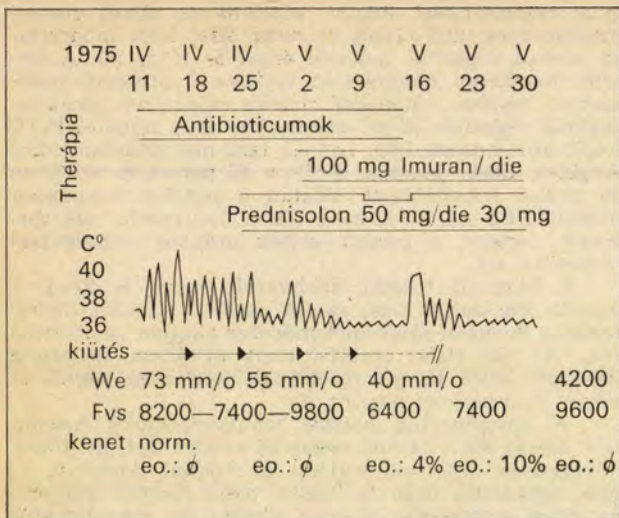 1975 IV IV IV V V V V V
11 18 25 2 9 16 23 30
Therápia
Antibioticumok
100 mg Imuran/die
Prednisolon 50 mg/die 30 mg
C⁰
40
38
36
kiütés
We 73 mm/o 55 mm/o 40 mm/o 4200
Fvs 8200—7400—9800 6400 7400 9600
kenet norm.
eo.: ϕ eo.: ϕ eo.: 4% eo.: 10% eo.: ϕ